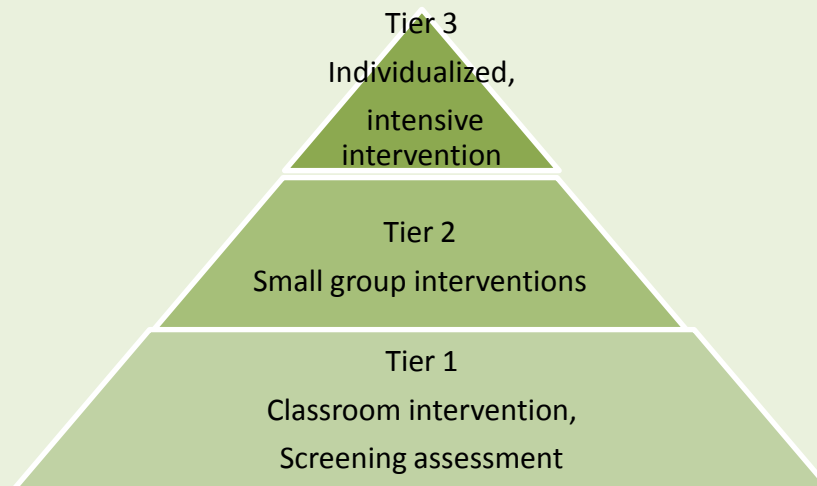 Tier 3
Individualized,
intensive
intervention
Tier 2
Small group interventions
Tier 1
Classroom intervention,
Screening assessment